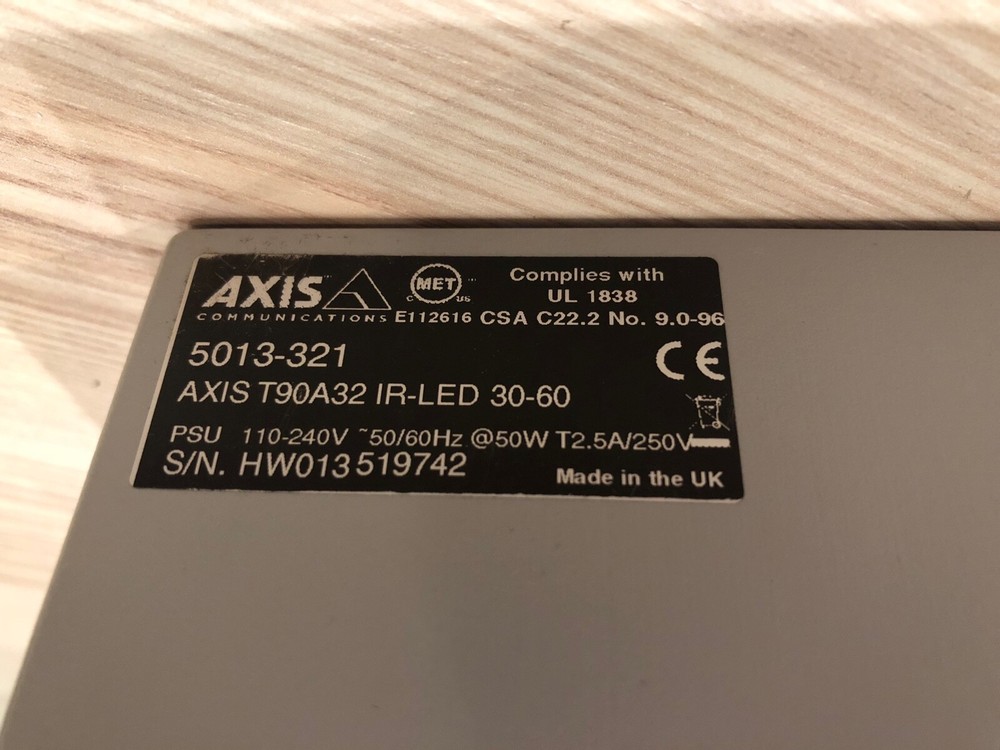 AXIS
COMMUNICATIONS
MET
C US
Complies with
UL 1838
E112616 CSA C22.2 No. 9.0-96
5013-321
CE
AXIS T90A32 IR-LED 30-60
PSU 110-240V ~50/60Hz @50W T2.5A/250V
S/N. HW013519742
Made in the UK